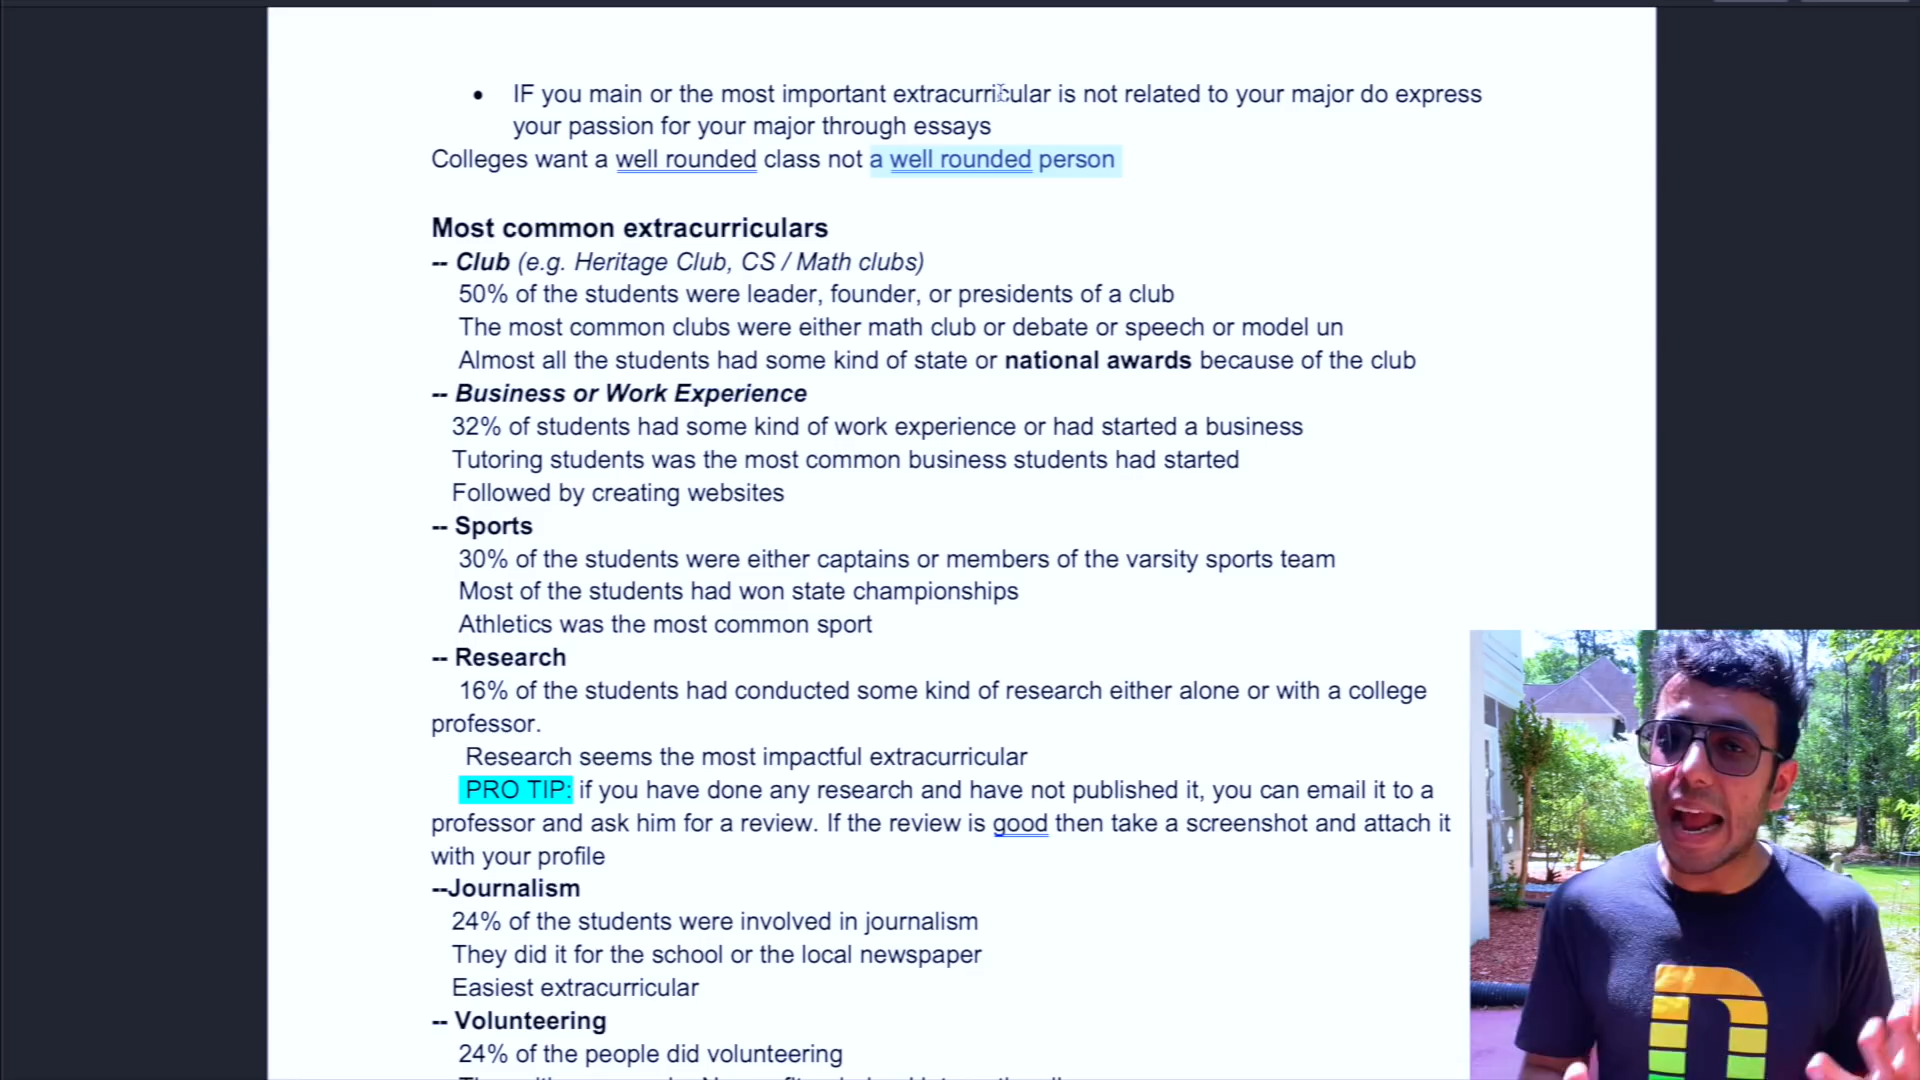 • IF you main or the most important extracurricular is not related to your major do express
your passion for your major through essays
Colleges want a well rounded class not a well rounded person
Most common extracurriculars
-- Club (e.g. Heritage Club, CS / Math clubs)
50% of the students were leader, founder, or presidents of a club
The most common clubs were either math club or debate or speech or model un
Almost all the students had some kind of state or national awards because of the club
-- Business or Work Experience
32% of students had some kind of work experience or had started a business
Tutoring students was the most common business students had started
Followed by creating websites
-- Sports
30% of the students were either captains or members of the varsity sports team
Most of the students had won state championships
Athletics was the most common sport
-- Research
16% of the students had conducted some kind of research either alone or with a college
professor.
Research seems the most impactful extracurricular
PRO TIP: if you have done any research and have not published it, you can email it to a
professor and ask him for a review. If the review is good then take a screenshot and attach it
with your profile
--Journalism
24% of the students were involved in journalism
They did it for the school or the local newspaper
Easiest extracurricular
-- Volunteering
24% of the people did volunteering